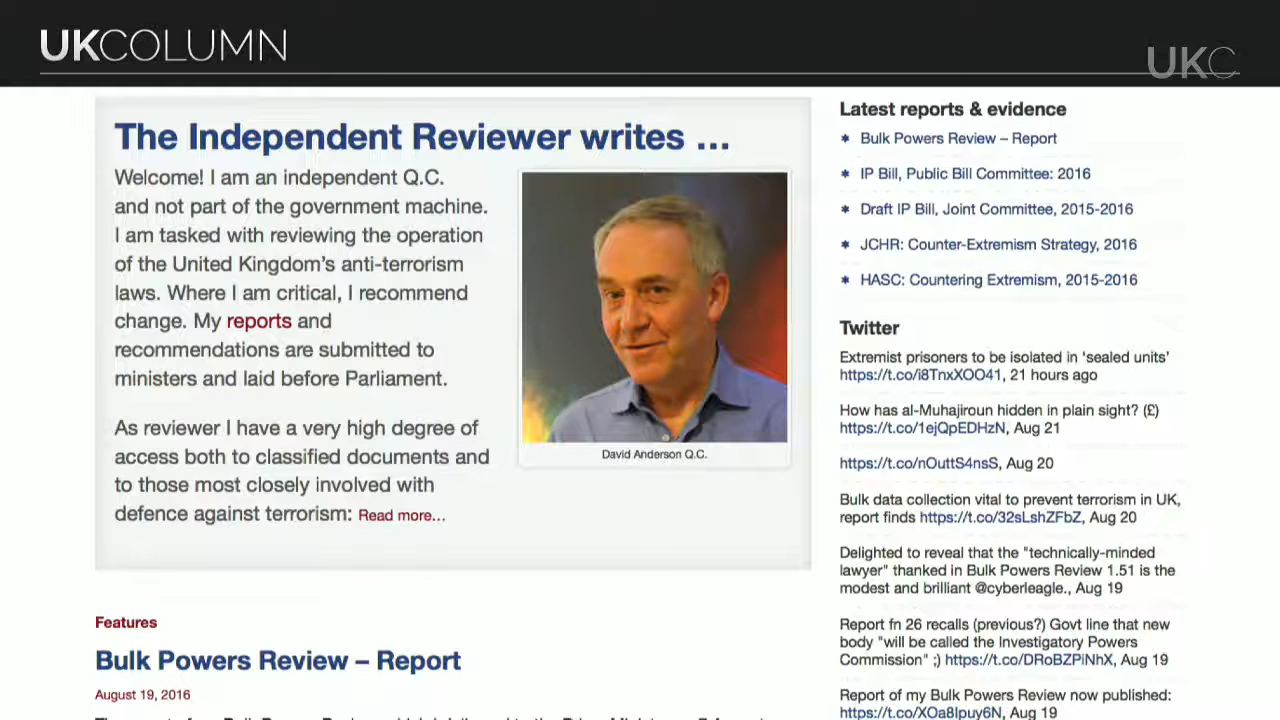 UKCOLUMN
UKC
The Independent Reviewer writes ...
Welcome! I am an independent Q.C.
and not part of the government machine.
I am tasked with reviewing the operation
of the United Kingdom's anti-terrorism
laws. Where I am critical, I recommend
change. My reports and
recommendations are submitted to
ministers and laid before Parliament.
As reviewer I have a very high degree of
access both to classified documents and
to those most closely involved with
defence against terrorism: Read more...
David Anderson Q.C.
Features
Bulk Powers Review – Report
August 19, 2016
Latest reports & evidence
* Bulk Powers Review – Report
* IP Bill, Public Bill Committee: 2016
* Draft IP Bill, Joint Committee, 2015-2016
* JCHR: Counter-Extremism Strategy, 2016
* HASC: Countering Extremism, 2015-2016
Twitter
Extremist prisoners to be isolated in 'sealed units'
https://t.co/i8TnxXOO41, 21 hours ago
How has al-Muhajiroun hidden in plain sight? (£)
https://t.co/1ejQpEDHzN, Aug 21
https://t.co/nOuttS4nsS, Aug 20
Bulk data collection vital to prevent terrorism in UK,
report finds https://t.co/32sLshZFbZ, Aug 20
Delighted to reveal that the "technically-minded
lawyer" thanked in Bulk Powers Review 1.51 is the
modest and brilliant @cyberleagle., Aug 19
Report fn 26 recalls (previous?) Govt line that new
body "will be called the Investigatory Powers
Commission" ;) https://t.co/DRoBZPiNhX, Aug 19
Report of my Bulk Powers Review now published:
https://t.co/XOa8Ipuy6N, Aug 19